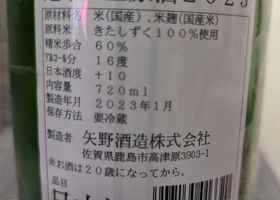 2023
原材料名 米(国産)、米麹(国産米)
原料米 きたしずく100%使用
精米歩合 60%
アルコール分 16度
日本酒度 +10
内容量 720ml
製造年月 2023年1月
保存方法 要冷蔵
製造者 矢野酒造株式会社
佐賀県鹿島市高津原3903-1
※お酒は20歳になってから。
品目